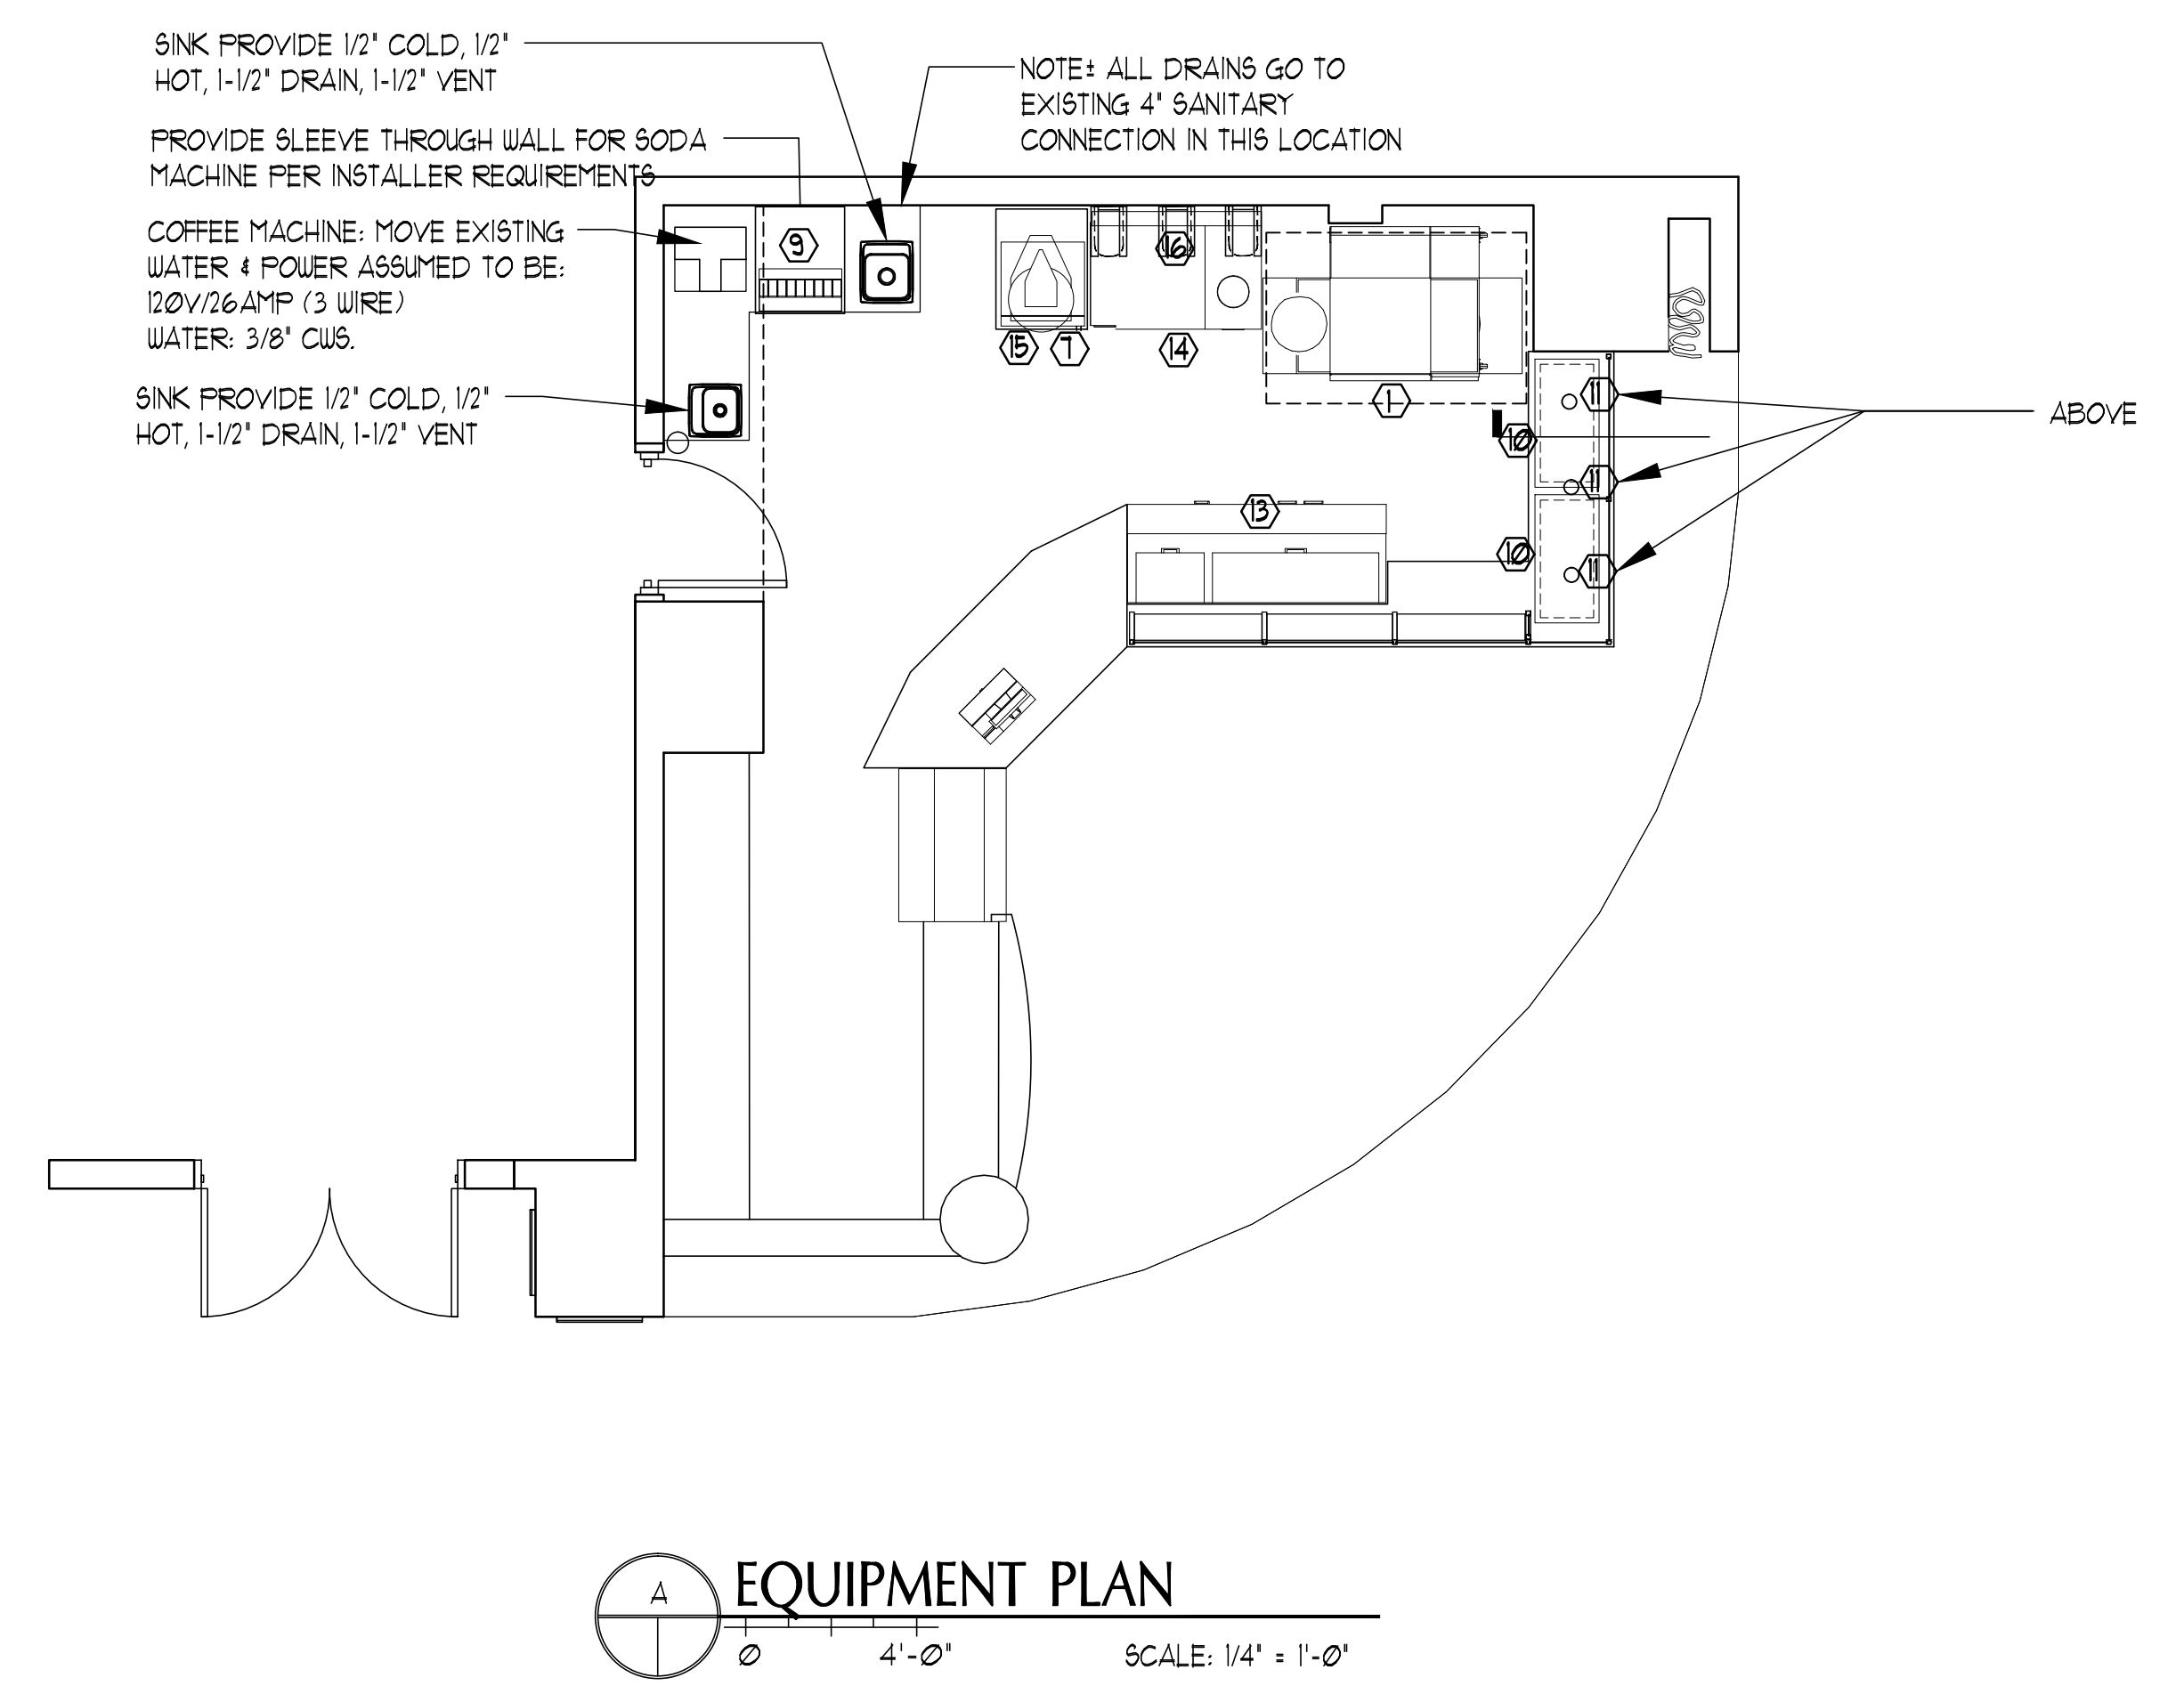 SINK PROVIDE 1/2" COLD, 1/2"
HOT, 1-1/2" DRAIN, 1-1/2" VENT
NOTE± ALL DRAINS GO TO
EXISTING 4" SANITARY
CONNECTION IN THIS LOCATION
PROVIDE SLEEVE THROUGH WALL FOR SODA
MACHINE PER INSTALLER REQUIREMENTS
COFFEE MACHINE: MOVE EXISTING
WATER & POWER ASSUMED TO BE:
120V/26AMP (3 WIRE)
WATER: 3/8" CWS.
SINK PROVIDE 1/2" COLD, 1/2"
HOT, 1-1/2" DRAIN, 1-1/2" VENT
9
16
15
7
14
1
11
ABOVE
10
11
13
10
11
A
EQUIPMENT PLAN
0
4'-0"
SCALE: 1/4" = 1'-0"